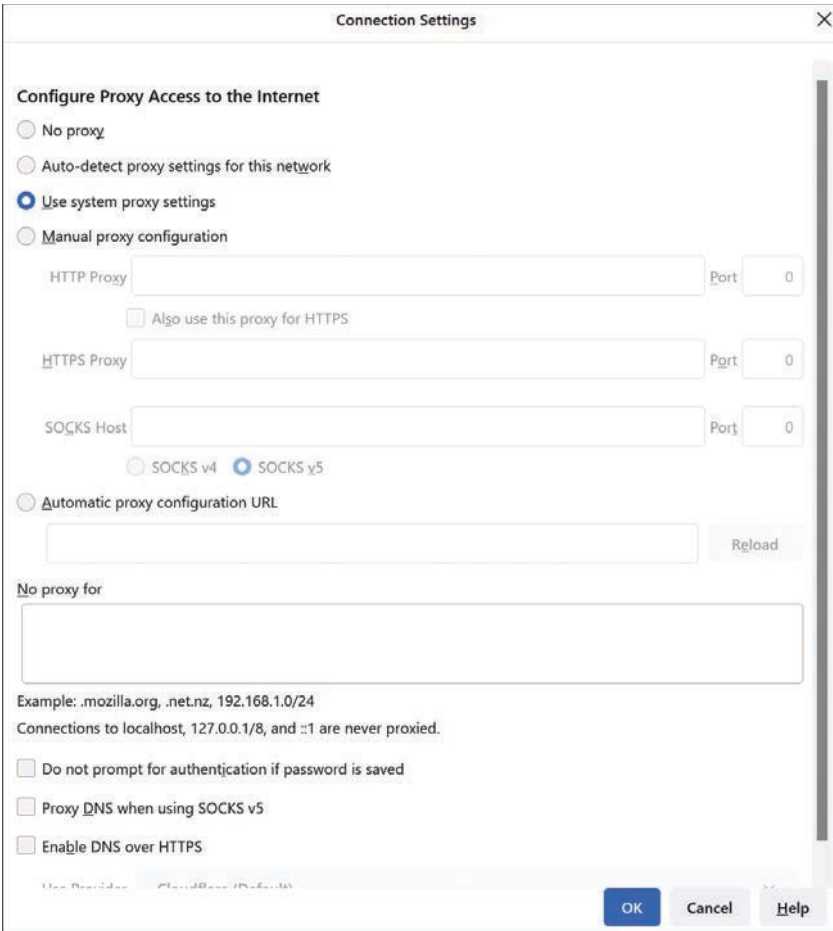 Connection Settings
Configure Proxy Access to the Internet
No proxy
Auto-detect proxy settings for this network
Use system proxy settings
Manual proxy configuration
HTTP Proxy Port 0
Also use this proxy for HTTPS
HTTPS Proxy Port 0
SOCKS Host Port 0
SOCKS v4 SOCKS v5
Automatic proxy configuration URL
Reload
No proxy for
Example: .mozilla.org, .net.nz, 192.168.1.0/24
Connections to localhost, 127.0.0.1/8, and ::1 are never proxied.
Do not prompt for authentication if password is saved
Proxy DNS when using SOCKS v5
Enable DNS over HTTPS
Use Provider Cloudflare (Default)
OK Cancel Help